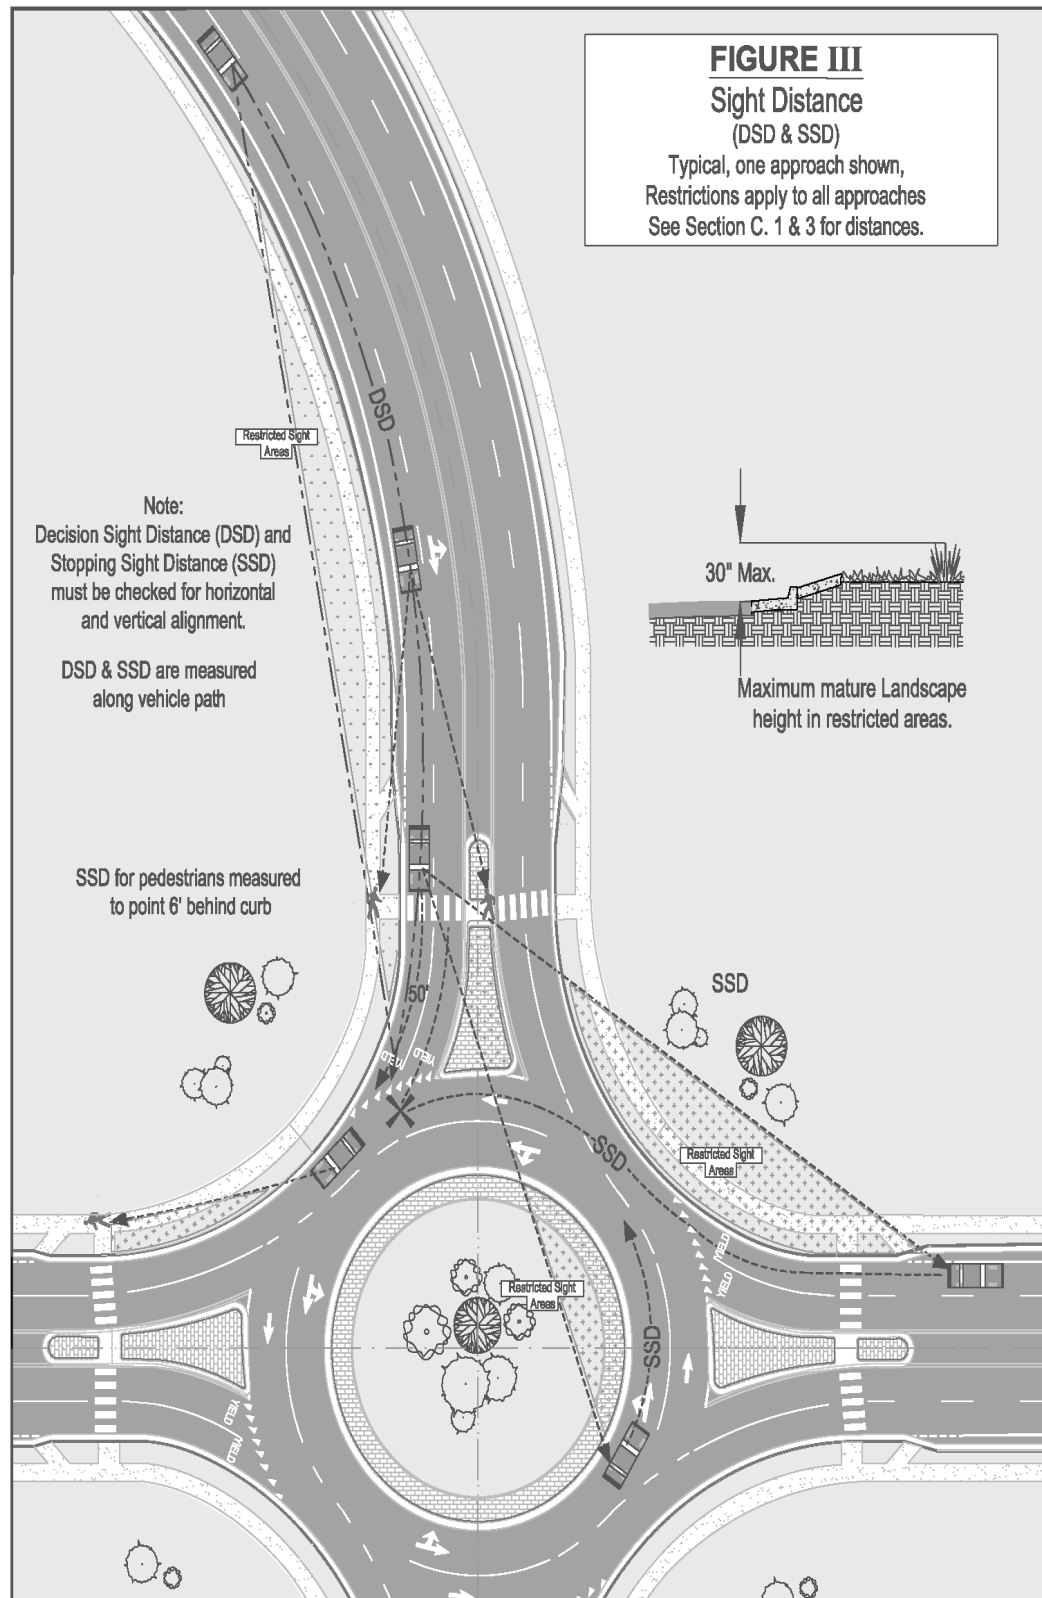 FIGURE III
Sight Distance
(DSD & SSD)
Typical, one approach shown,
Restrictions apply to all approaches
See Section C. 1 & 3 for distances.
DSD
Restricted Sight
Areas
Note:
Decision Sight Distance (DSD) and
Stopping Sight Distance (SSD)
must be checked for horizontal
and vertical alignment.
DSD & SSD are measured
along vehicle path
30" Max.
Maximum mature Landscape
height in restricted areas.
SSD for pedestrians measured
to point 6' behind curb
SSD
50'
YIELD
YIELD
SSD
Restricted Sight
Areas
YIELD
YIELD
Restricted Sight
Areas
SSD
YIELD
YIELD